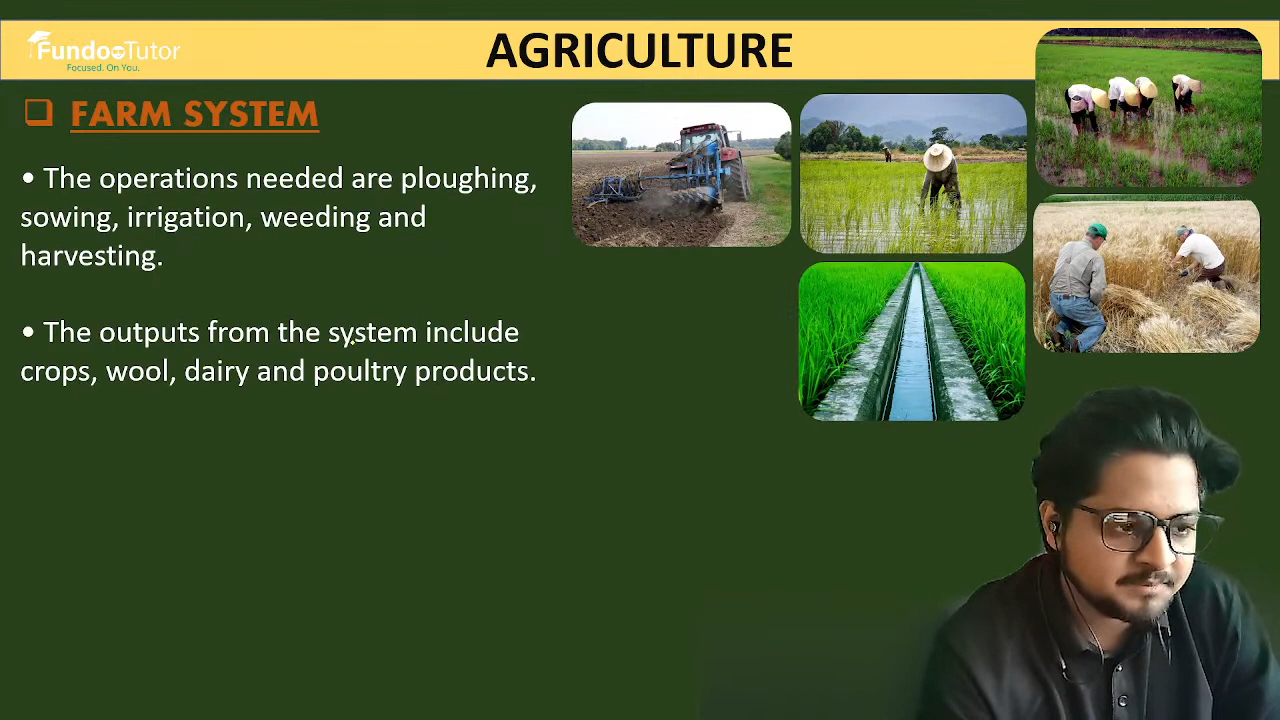 FundooTutor
Focused. On You.
AGRICULTURE
❑ FARM SYSTEM
• The operations needed are ploughing,
sowing, irrigation, weeding and
harvesting.
• The outputs from the system include
crops, wool, dairy and poultry products.